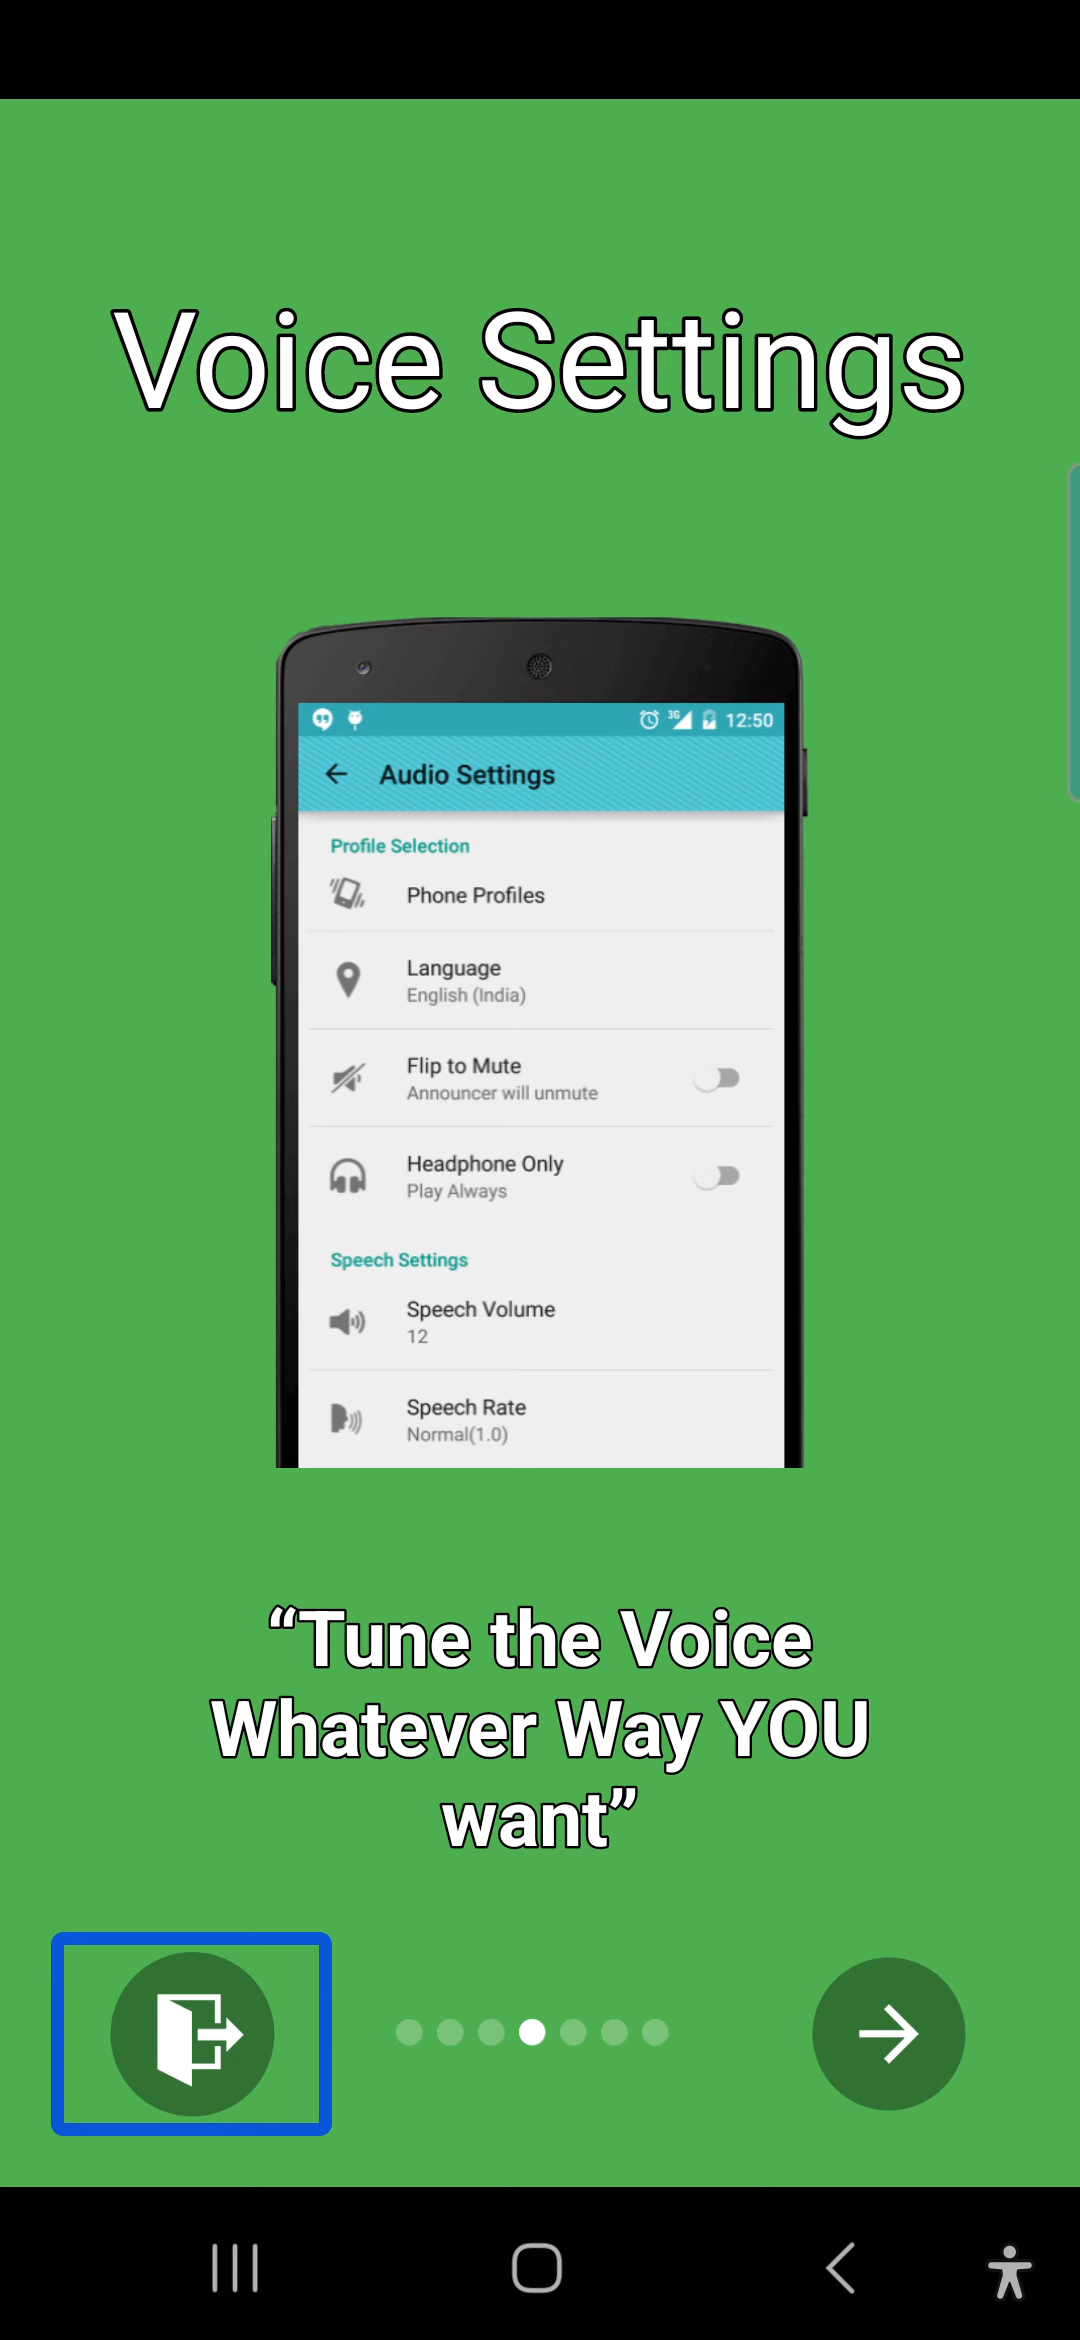 Voice Settings
3G 12:50
Audio Settings
Profile Selection
Phone Profiles
Language
English (India)
Flip to Mute
Announcer will unmute
Headphone Only
Play Always
Speech Settings
Speech Volume
12
Speech Rate
Normal(1.0)
“Tune the Voice
Whatever Way YOU
want”